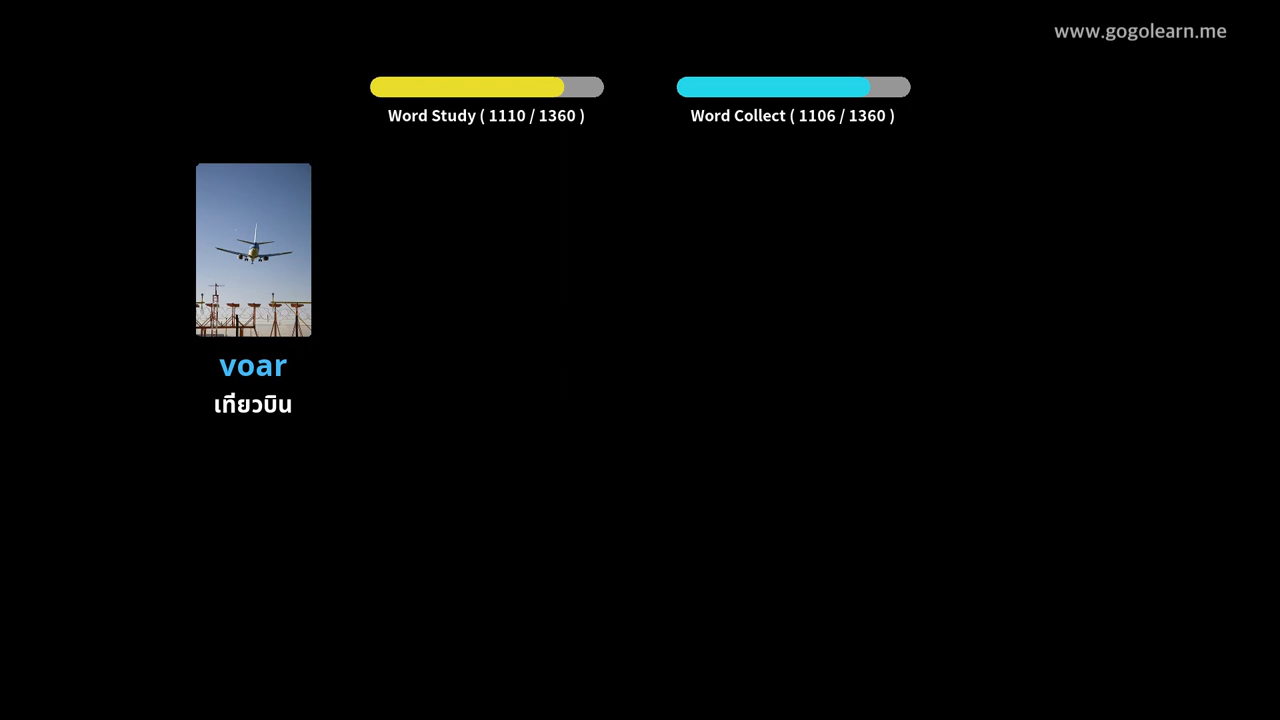 www.gogolearn.me
Word Study ( 1110 / 1360 )
Word Collect ( 1106 / 1360 )
voar
เที่ยวบิน